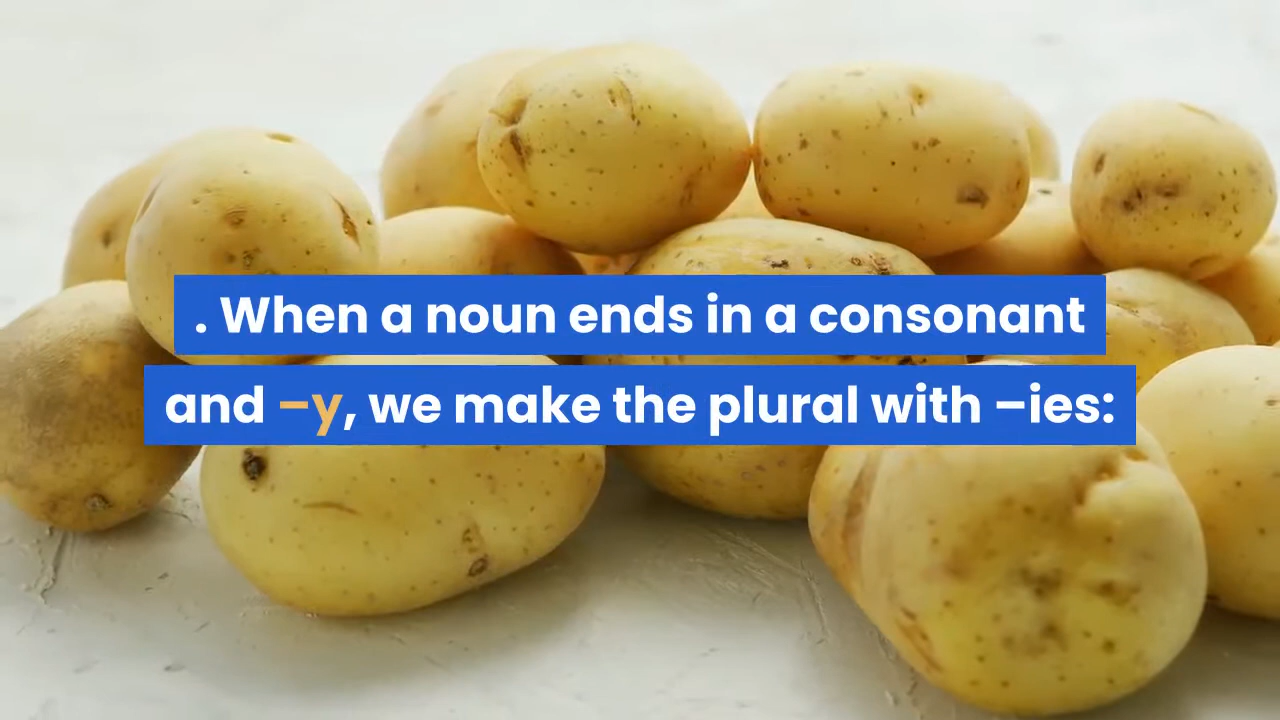 . When a noun ends in a consonant
and –y, we make the plural with –ies: